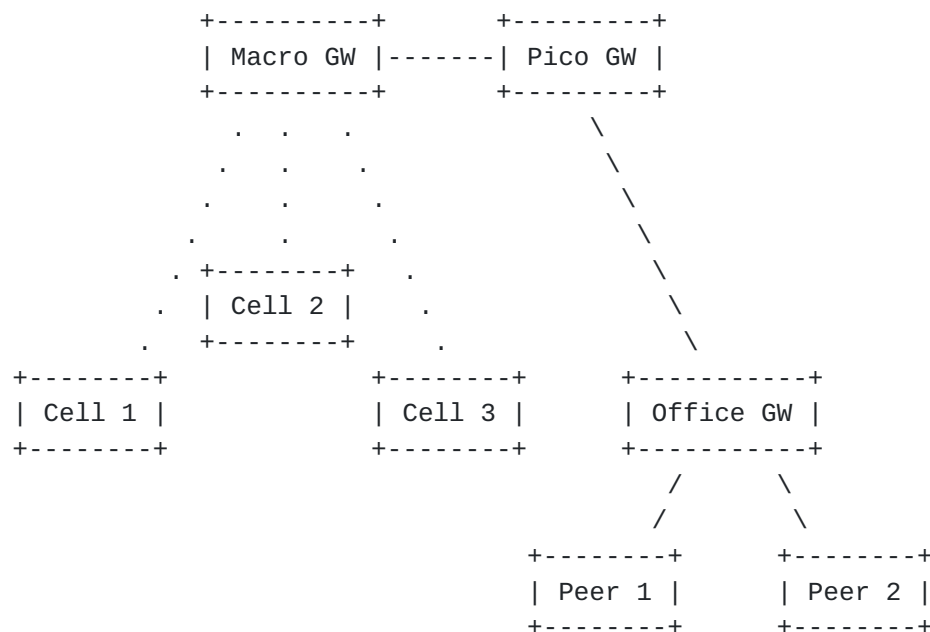 Macro GW Pico GW
Cell 2
Cell 1 Cell 3 Office GW
Peer 1 Peer 2